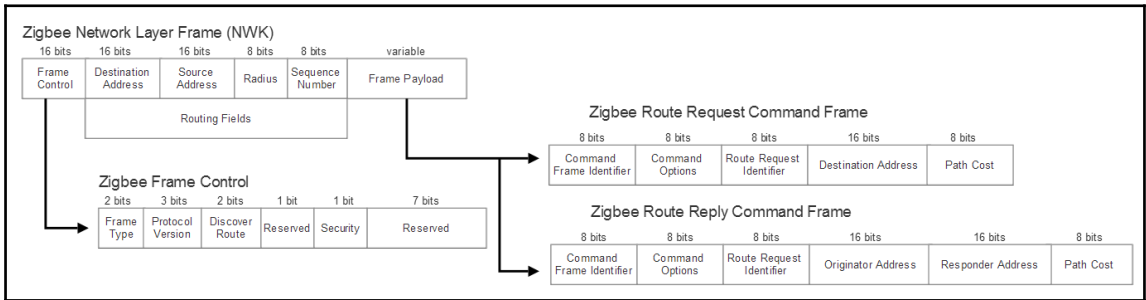 Zigbee Network Layer Frame (NWK)
16 bits 16 bits 16 bits 8 bits 8 bits variable
Frame Control Destination Address Source Address Radius Sequence Number Frame Payload
Routing Fields
Zigbee Route Request Command Frame
8 bits 8 bits 8 bits 16 bits 8 bits
Command Frame Identifier Command Options Route Request Identifier Destination Address Path Cost
Zigbee Frame Control
2 bits 3 bits 2 bits 1 bit 1 bit 7 bits
Frame Type Protocol Version Discover Route Reserved Security Reserved
Zigbee Route Reply Command Frame
8 bits 8 bits 8 bits 16 bits 16 bits 8 bits
Command Frame Identifier Command Options Route Request Identifier Originator Address Responder Address Path Cost